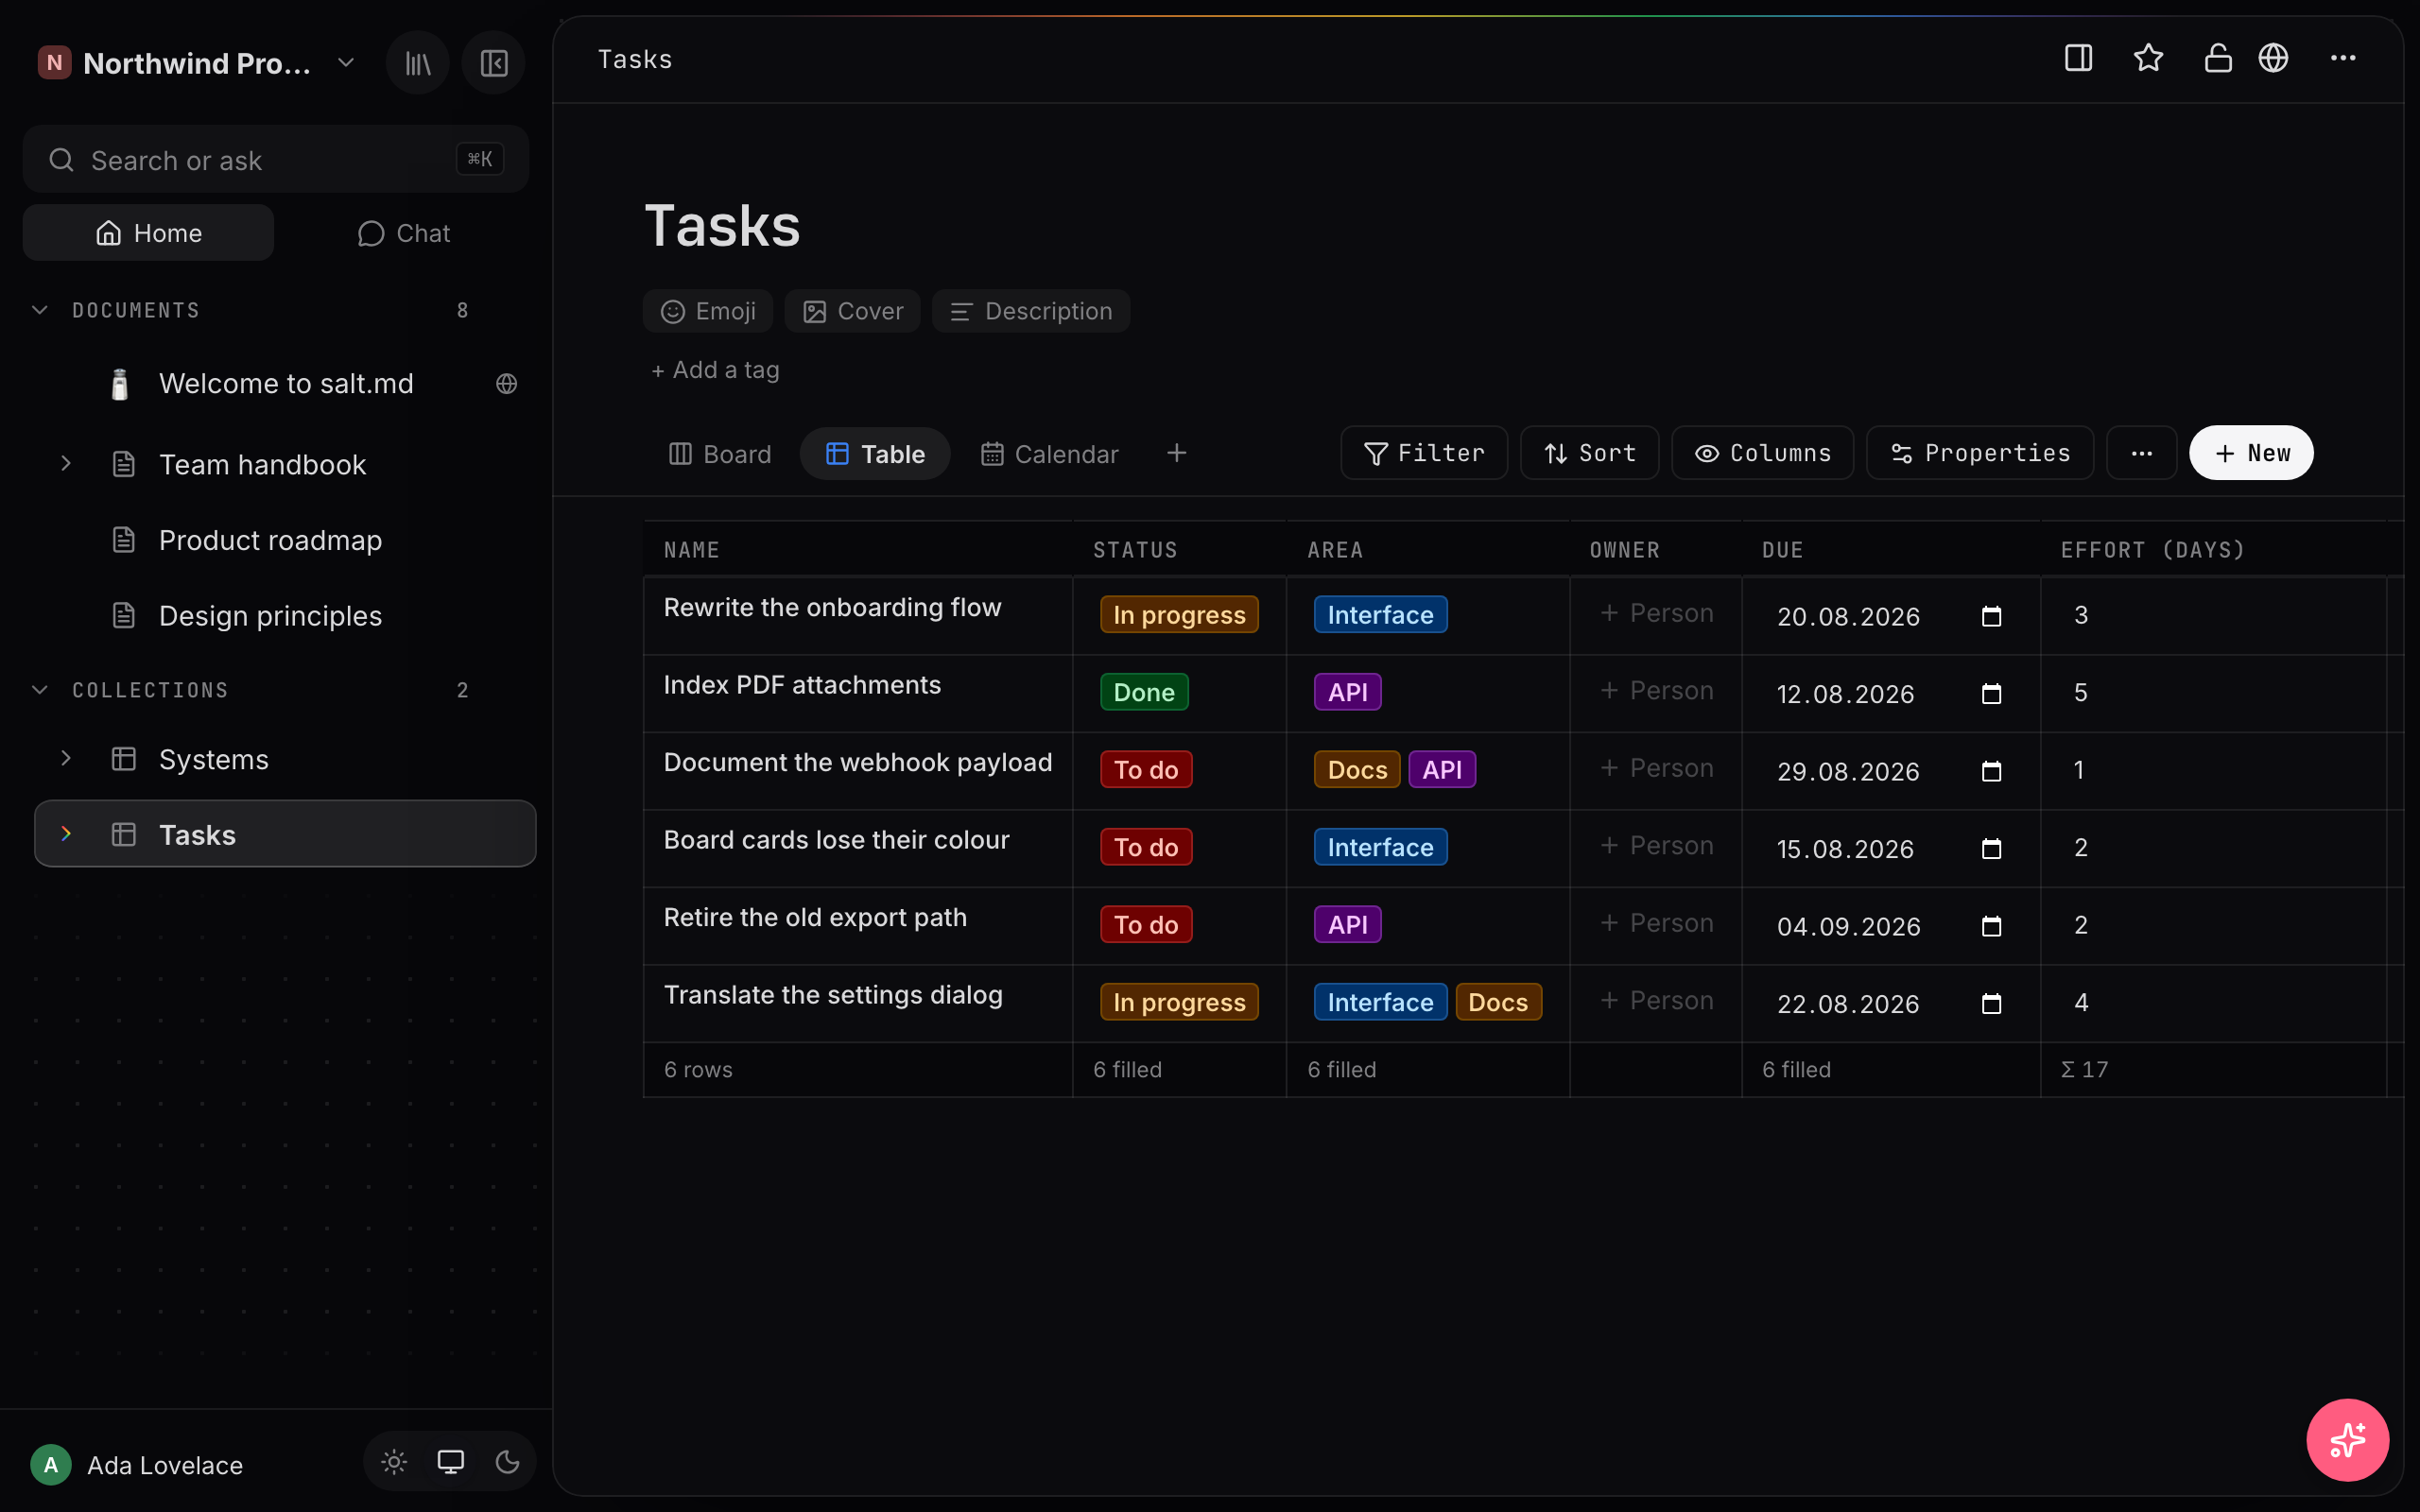 N Northwind Pro...
Search or ask ⌘K
Home Chat
DOCUMENTS 8
Welcome to salt.md
Team handbook
Product roadmap
Design principles
COLLECTIONS 2
Systems
Tasks
A Ada Lovelace
Tasks
Tasks
Emoji Cover Description
+ Add a tag
Board Table Calendar +
Filter Sort Columns Properties ... + New
NAME STATUS AREA OWNER DUE EFFORT (DAYS)
Rewrite the onboarding flow In progress Interface + Person 20.08.2026 3
Index PDF attachments Done API + Person 12.08.2026 5
Document the webhook payload To do Docs API + Person 29.08.2026 1
Board cards lose their colour To do Interface + Person 15.08.2026 2
Retire the old export path To do API + Person 04.09.2026 2
Translate the settings dialog In progress Interface Docs + Person 22.08.2026 4
6 rows 6 filled 6 filled 6 filled Σ 17